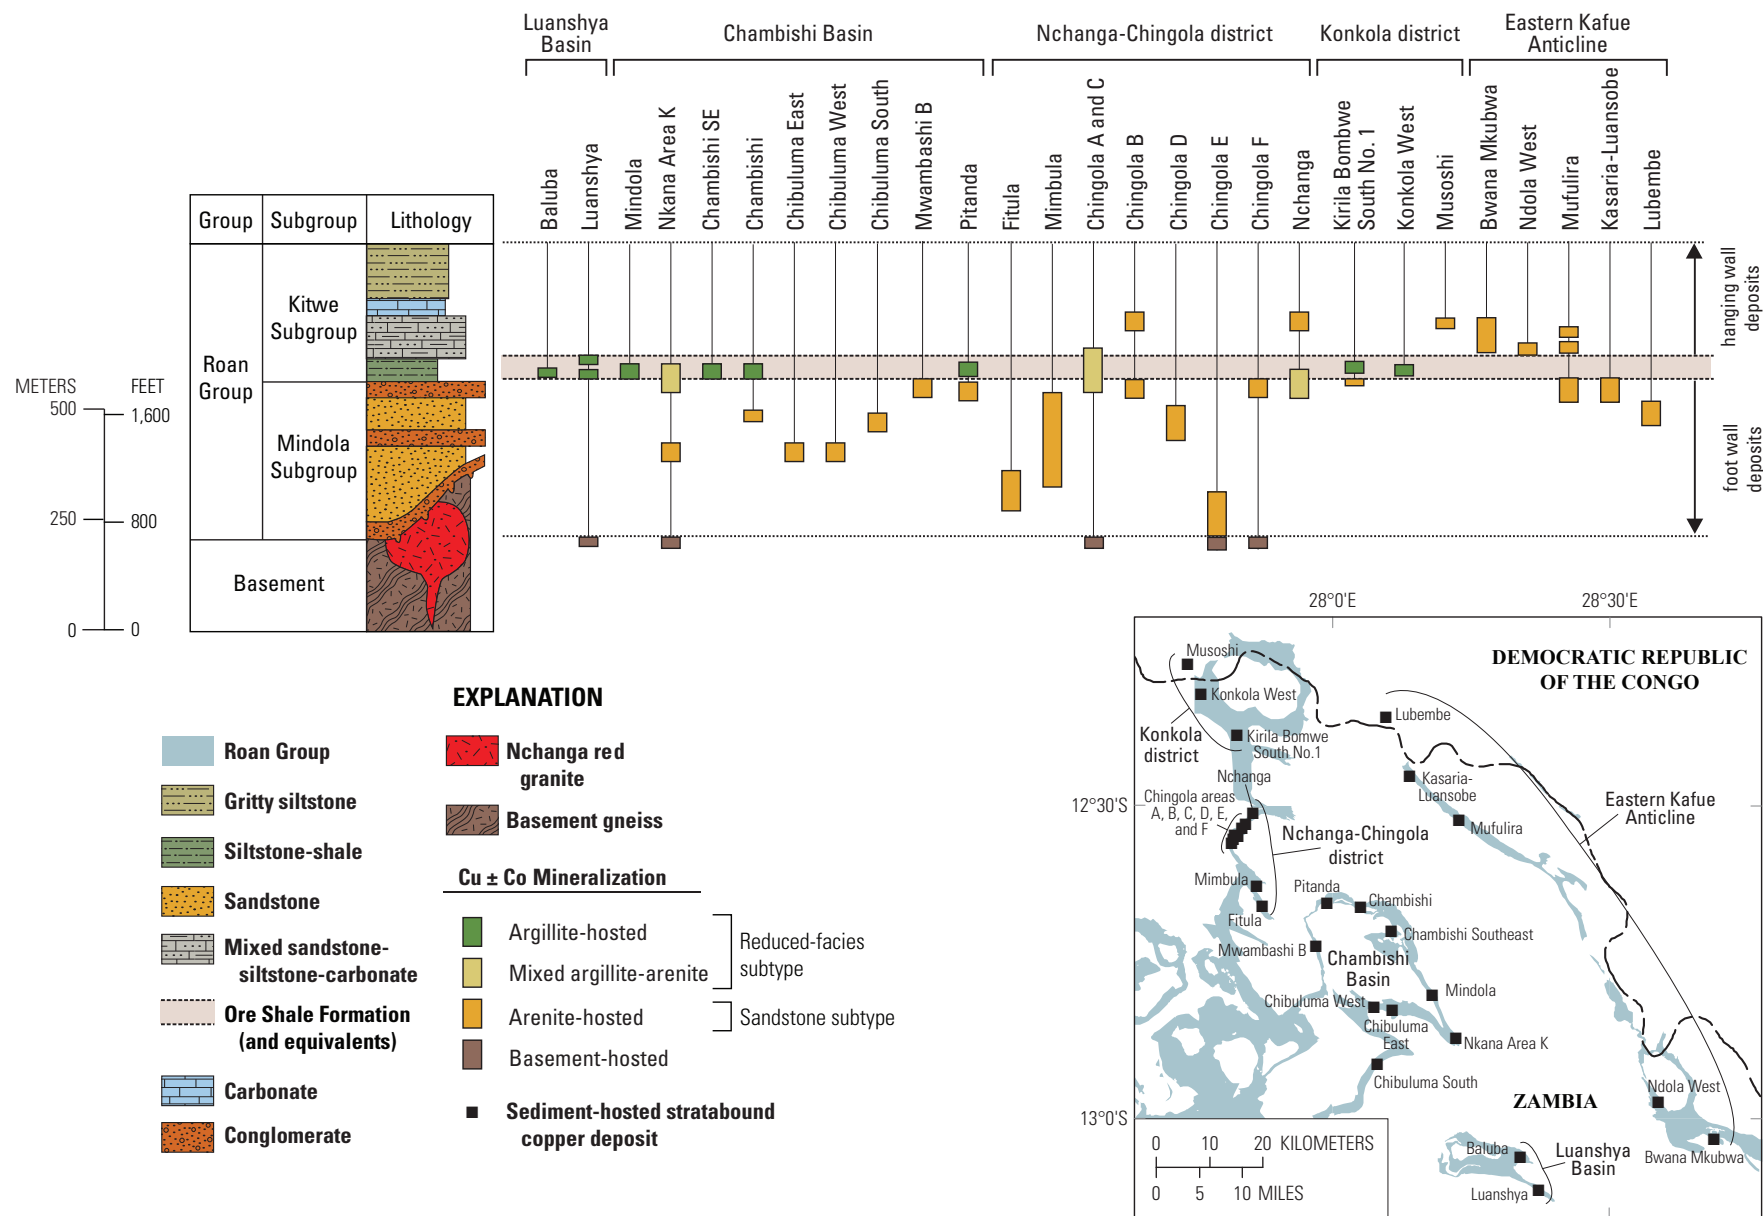 Luanshya
Basin
Chambishi Basin
Nchanga-Chingola district
Konkola district
Eastern Kafue
Anticline
Baluba
Luanshya
Mindola
Nkana Area K
Chambishi SE
Chambishi
Chibuluma East
Chibuluma West
Chibuluma South
Mwambashi B
Pitanda
Fitula
Mimbula
Chingola A and C
Chingola B
Chingola D
Chingola E
Chingola F
Nchanga
Kirila Bombwe
South No. 1
Konkola West
Musoshi
Bwana Mkubwa
Ndola West
Mufulira
Kasaria-Luansobe
Lubembe
Group
Subgroup
Lithology
Roan
Group
Kitwe
Subgroup
Mindola
Subgroup
Basement
METERS
FEET
500
1,600
250
800
0
0
hanging wall
deposits
foot wall
deposits
EXPLANATION
Roan Group
Gritty siltstone
Siltstone-shale
Sandstone
Mixed sandstone-
siltstone-carbonate
Ore Shale Formation
(and equivalents)
Carbonate
Conglomerate
Nchanga red
granite
Basement gneiss
Cu ± Co Mineralization
Argillite-hosted
Mixed argillite-arenite
Reduced-facies
subtype
Arenite-hosted
Sandstone subtype
Basement-hosted
Sediment-hosted stratabound
copper deposit
28°0'E
28°30'E
12°30'S
13°0'S
DEMOCRATIC REPUBLIC
OF THE CONGO
Musoshi
Konkola West
Konkola
district
Kirila Bomwe
South No.1
Lubembe
Nchanga
Chingola areas
A, B, C, D, E,
and F
Nchanga-Chingola
district
Kasaria-
Luansobe
Mufulira
Eastern Kafue
Anticline
Mimbula
Fitula
Pitanda
Chambishi
Chambishi Southeast
Mwambashi B
Chambishi
Basin
Mindola
Chibuluma West
Chibuluma
East
Nkana Area K
Chibuluma South
ZAMBIA
Ndola West
Bwana Mkubwa
Baluba
Luanshya
Luanshya
Basin
0 10 20 KILOMETERS
0 5 10 MILES